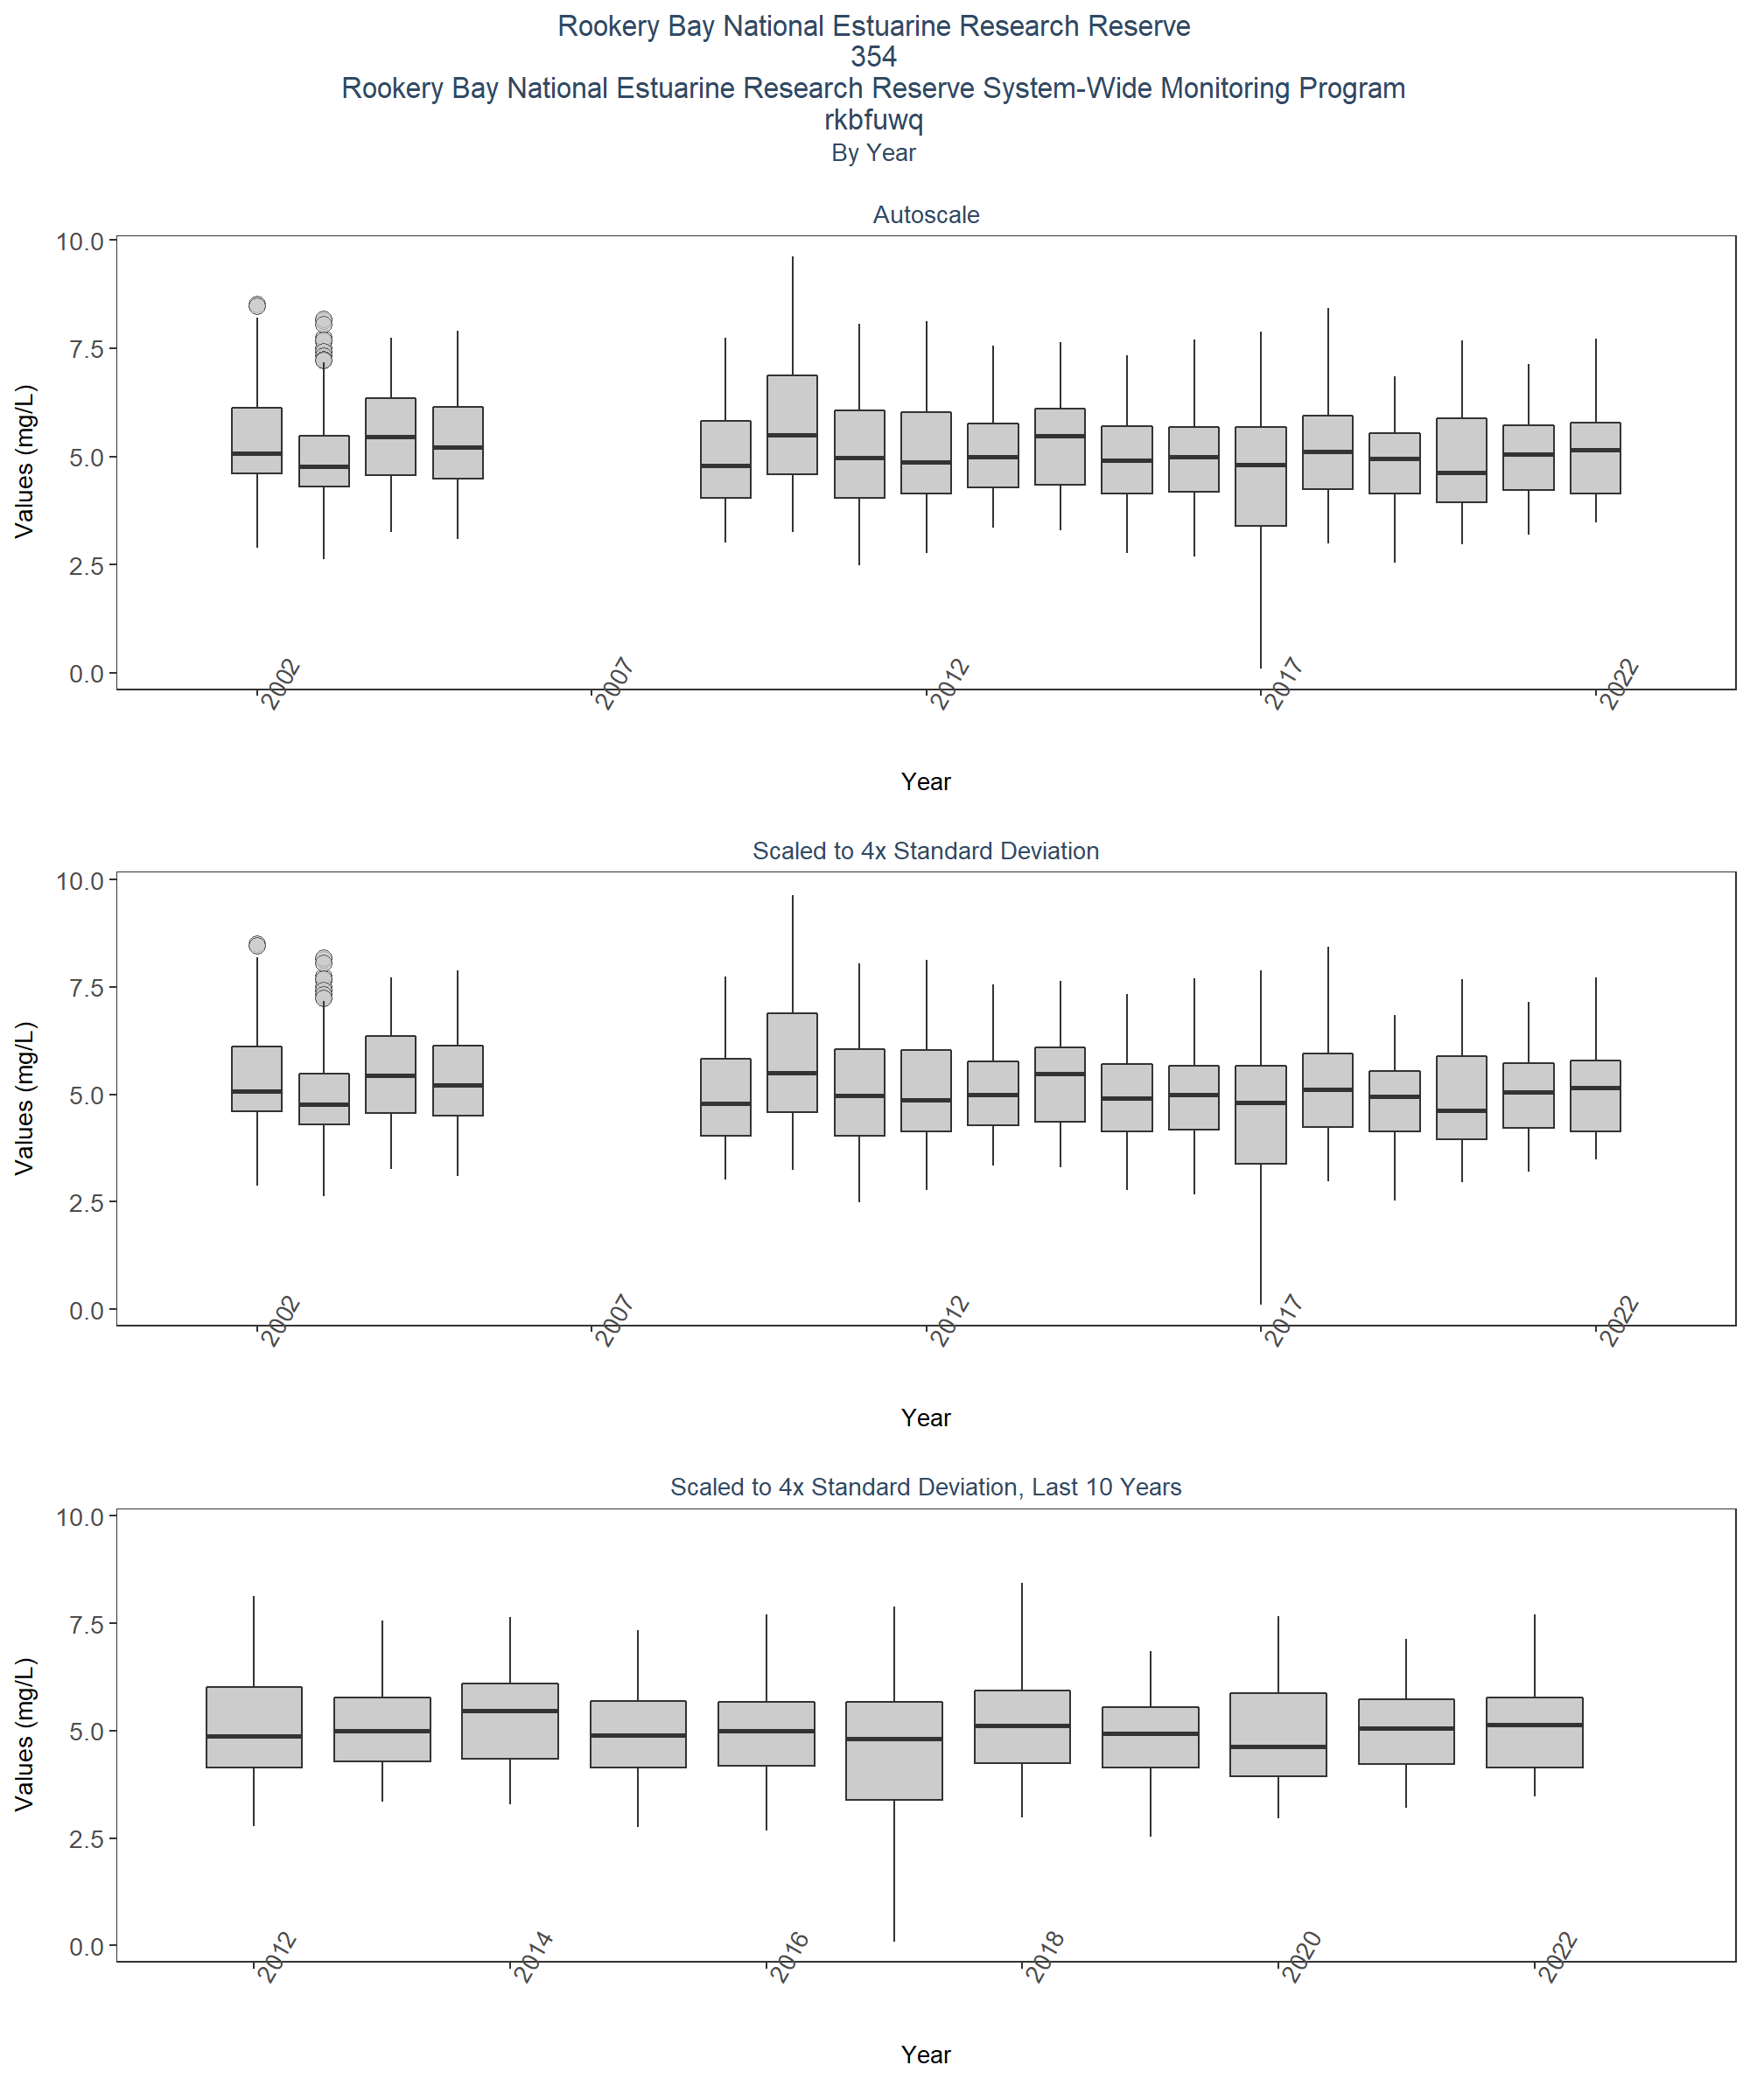 Rookery Bay National Estuarine Research Reserve
354
Rookery Bay National Estuarine Research Reserve System-Wide Monitoring Program
rkbfuwq
By Year
Autoscale
Values (mg/L)
10.0
7.5
5.0
2.5
0.0
2002 2007 2012 2017 2022
Year
Scaled to 4x Standard Deviation
Values (mg/L)
10.0
7.5
5.0
2.5
0.0
2002 2007 2012 2017 2022
Year
Scaled to 4x Standard Deviation, Last 10 Years
Values (mg/L)
10.0
7.5
5.0
2.5
0.0
2012 2014 2016 2018 2020 2022
Year